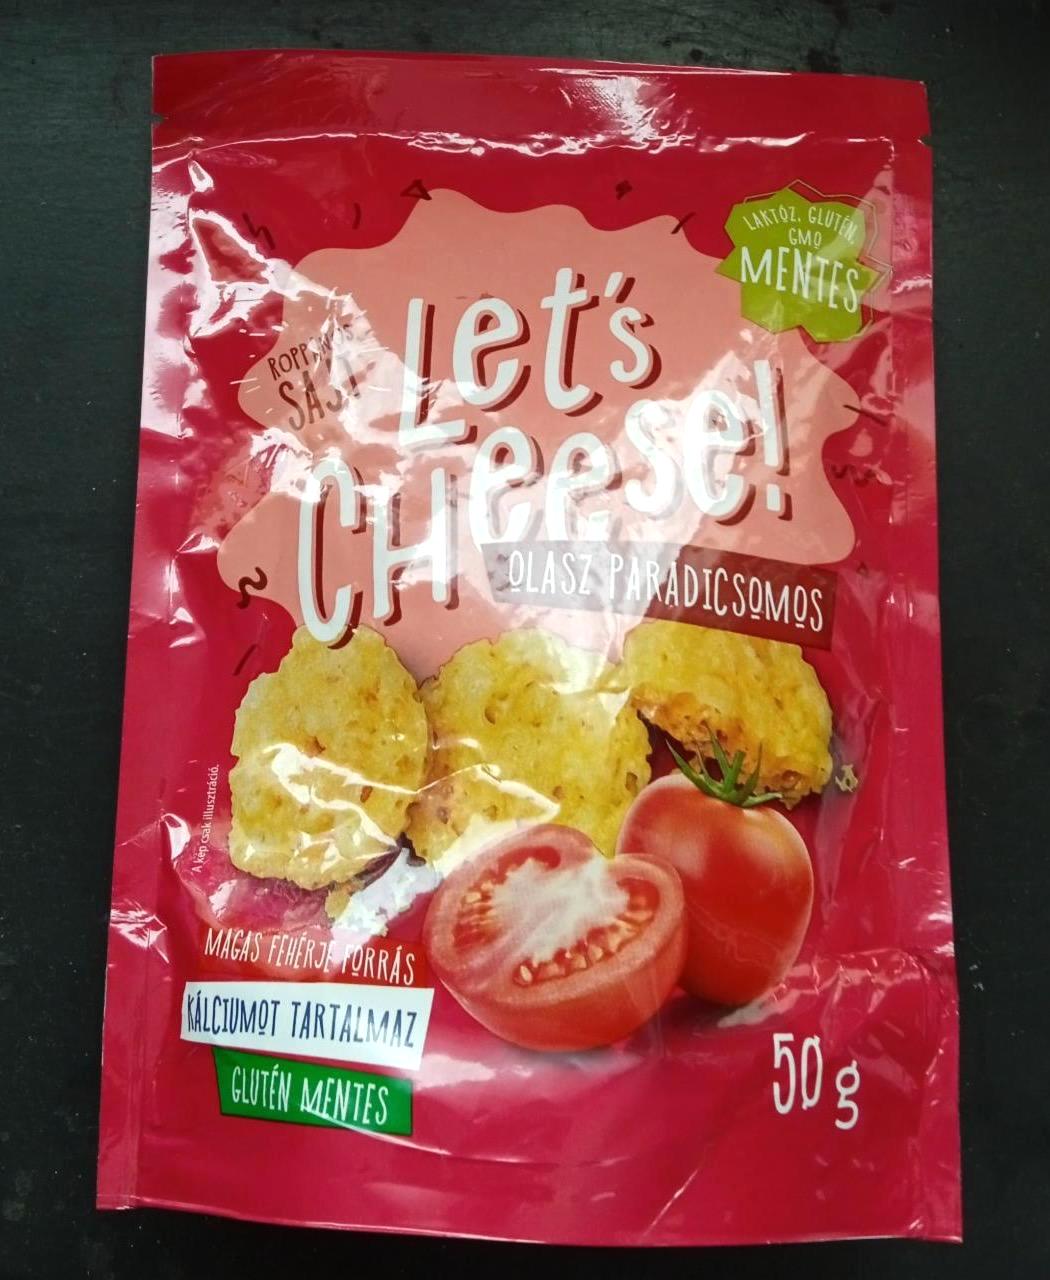 LAKTÓZ, GLUTÉN,
GMO
MENTES
ROPPANÓS
SAJT
Let's
CHeese!
OLASZ PARADICSOMOS
A kép csak illusztráció.
MAGAS FEHÉRJE FORRÁS
KÁLCIUMOT TARTALMAZ
GLUTÉN MENTES
50 g